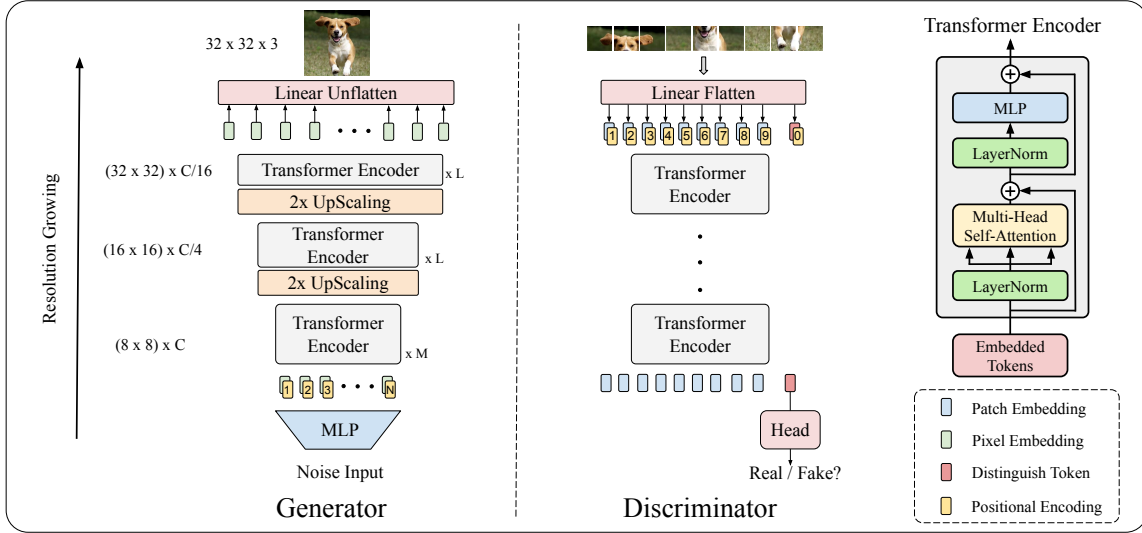 32 x 32 x 3
Linear Unflatten
(32 x 32) x C/16
Transformer Encoder
x L
2x UpScaling
(16 x 16) x C/4
Transformer
Encoder
x L
2x UpScaling
(8 x 8) x C
Transformer
Encoder
x M
1 2 3 N
MLP
Noise Input
Generator
Resolution Growing
Linear Flatten
1 2 3 4 5 6 7 8 9 0
Transformer
Encoder
Transformer
Encoder
Head
Real / Fake?
Discriminator
Transformer Encoder
MLP
LayerNorm
Multi-Head
Self-Attention
LayerNorm
Embedded
Tokens
Patch Embedding
Pixel Embedding
Distinguish Token
Positional Encoding